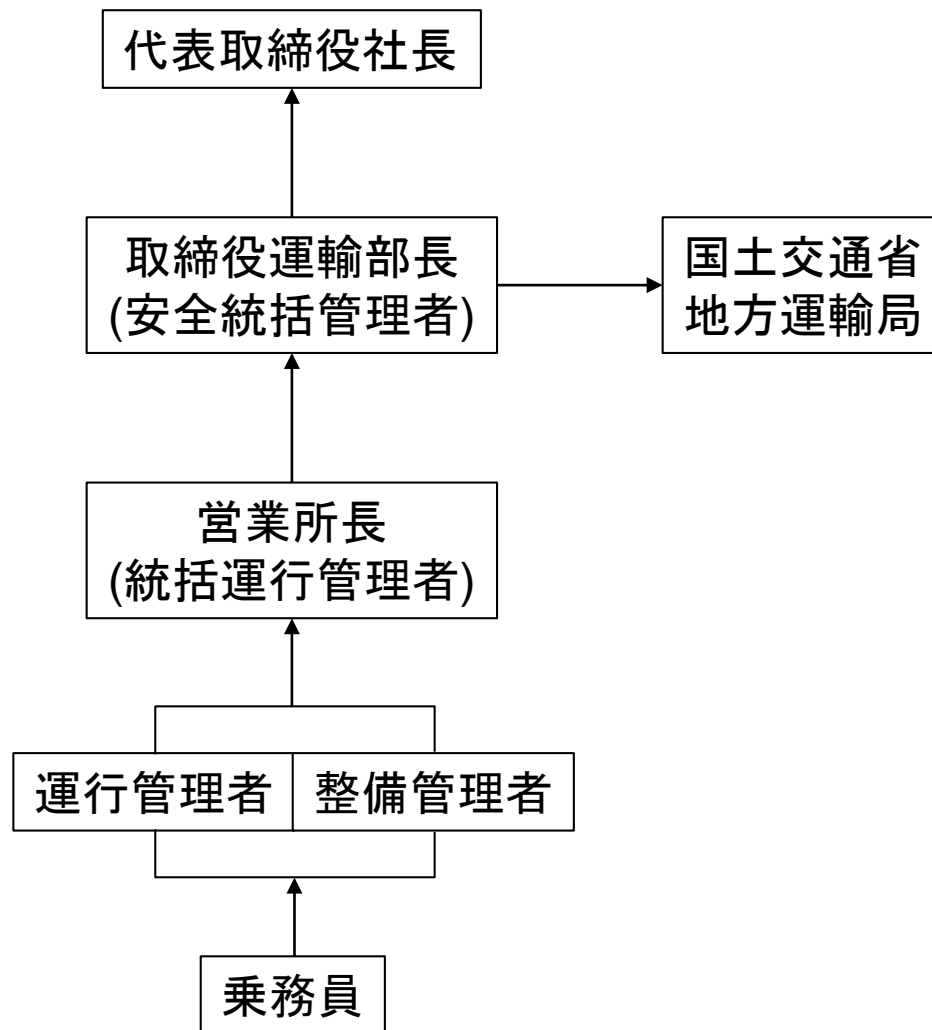 代表取締役社長
取締役運輸部長
(安全統括管理者)
国土交通省
地方運輸局
営業所長
(統括運行管理者)
運行管理者
整備管理者
乗務員